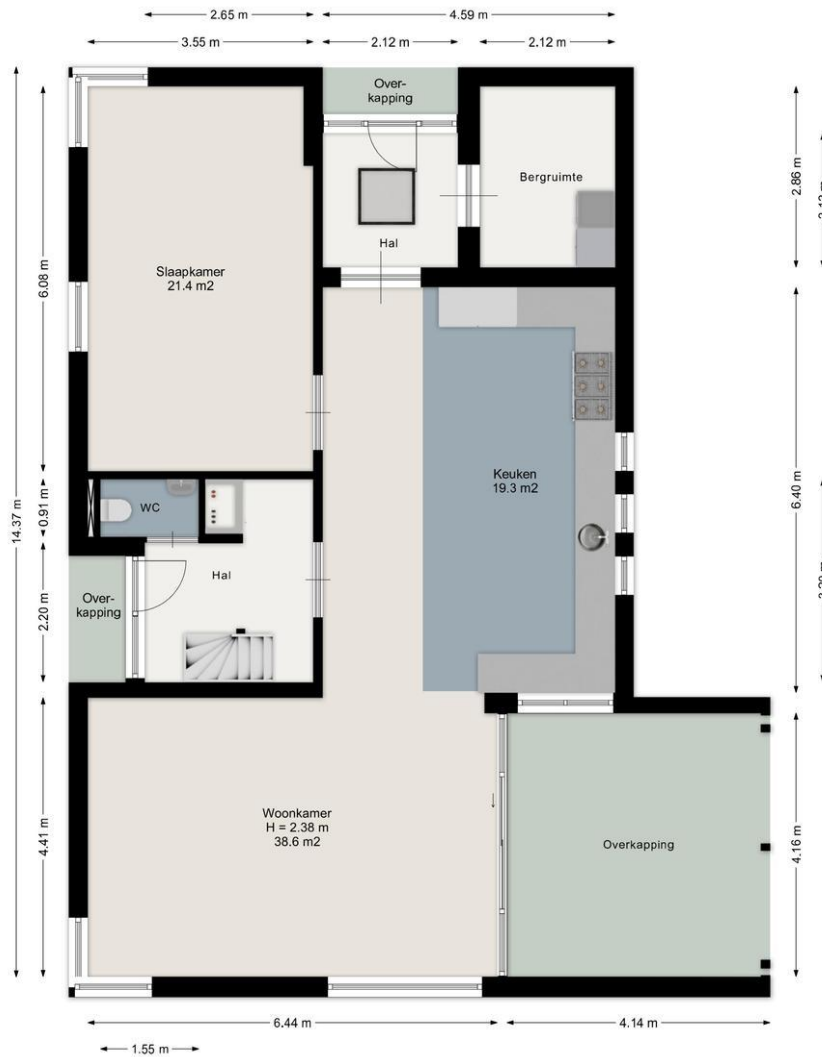 2.65 m
4.59 m
3.55 m
2.12 m
2.12 m
Over-
kapping
Bergruimte
2.86 m
2.12 m
Hal
6.08 m
Slaapkamer
21.4 m2
14.37 m
Keuken
19.3 m2
6.40 m
0.91 m
WC
Hal
Over-
kapping
2.20 m
4.41 m
Woonkamer
H = 2.38 m
38.6 m2
Overkapping
4.16 m
6.44 m
4.14 m
1.55 m